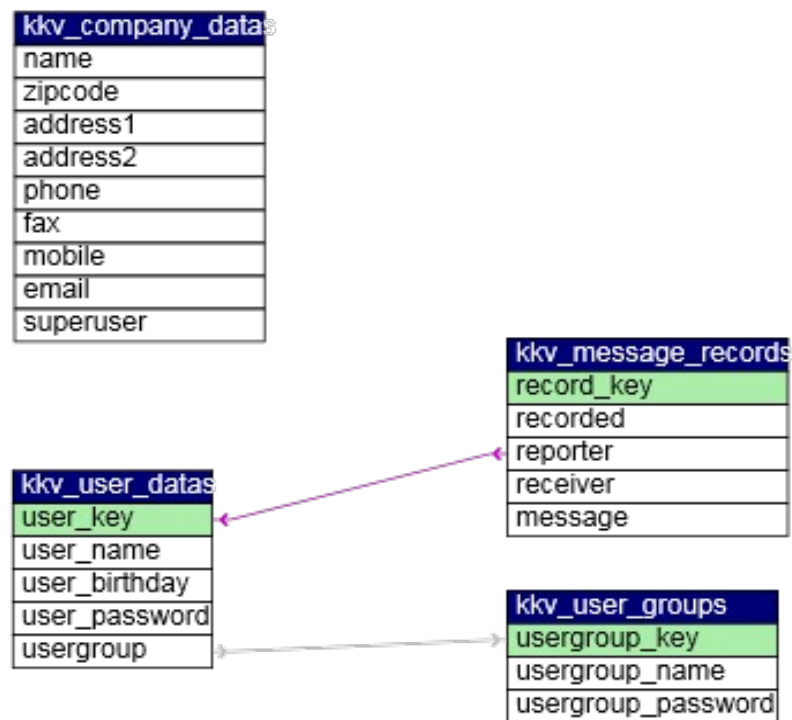 kkv_company_datas
name
zipcode
address1
address2
phone
fax
mobile
email
superuser
kkv_message_records
record_key
recorded
reporter
receiver
message
kkv_user_datas
user_key
user_name
user_birthday
user_password
usergroup
kkv_user_groups
usergroup_key
usergroup_name
usergroup_password